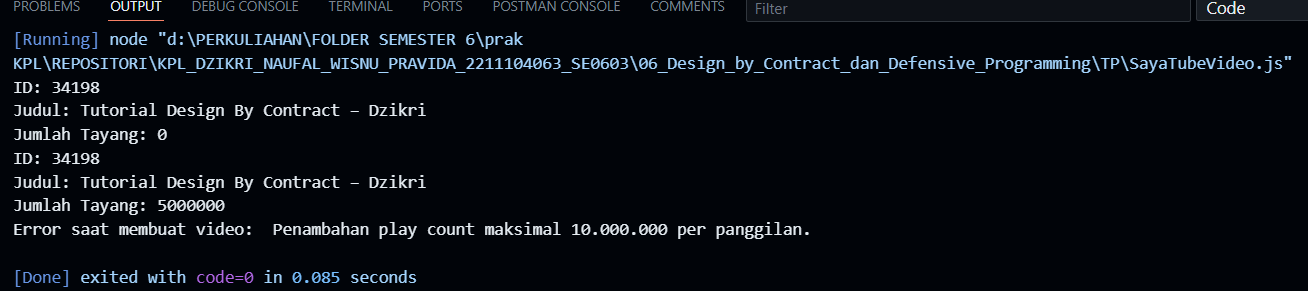 PROBLEMS OUTPUT DEBUG CONSOLE TERMINAL PORTS POSTMAN CONSOLE COMMENTS Filter Code
[Running] node "d:\PERKULIAHAN\FOLDER SEMESTER 6\prak
KPL\REPOSITORI\KPL_DZIKRI_NAUFAL_WISNU_PRAVIDA_2211104063_SE0603\06_Design_by_Contract_dan_Defensive_Programming\TP\SayaTubeVideo.js"
ID: 34198
Judul: Tutorial Design By Contract – Dzikri
Jumlah Tayang: 0
ID: 34198
Judul: Tutorial Design By Contract – Dzikri
Jumlah Tayang: 5000000
Error saat membuat video:  Penambahan play count maksimal 10.000.000 per panggilan.
[Done] exited with code=0 in 0.085 seconds